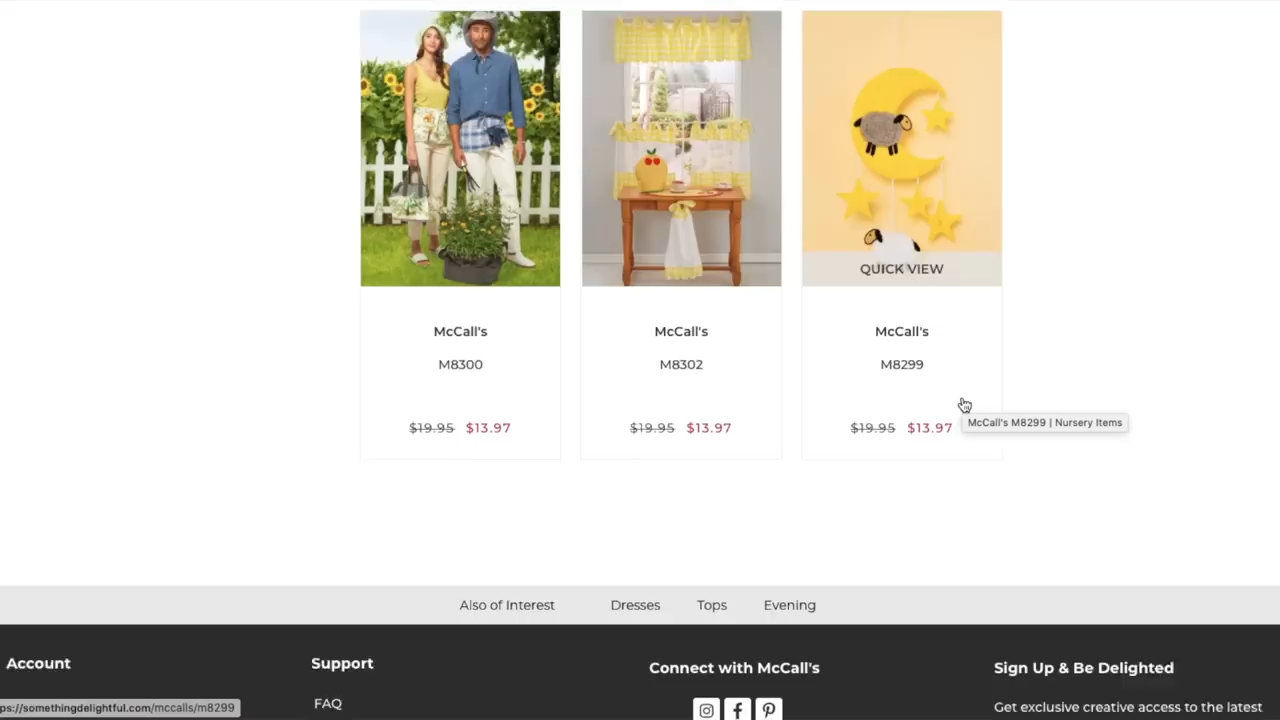 QUICK VIEW
McCall's
McCall's
McCall's
M8300
M8302
M8299
$19.95 $13.97
$19.95 $13.97
$19.95 $13.97
McCall's M8299 | Nursery Items
Also of Interest Dresses Tops Evening
Account
Support
Connect with McCall's
Sign Up & Be Delighted
FAQ
ps://somethingdelightful.com/mccalls/m8299
Get exclusive creative access to the latest